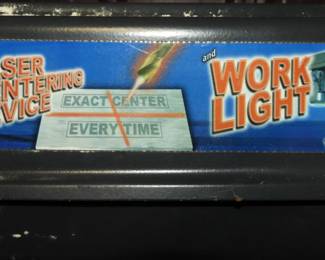 SER
NTERING
VICE
EXACT CENTER
EVERY TIME
and
WORK
LIGHT